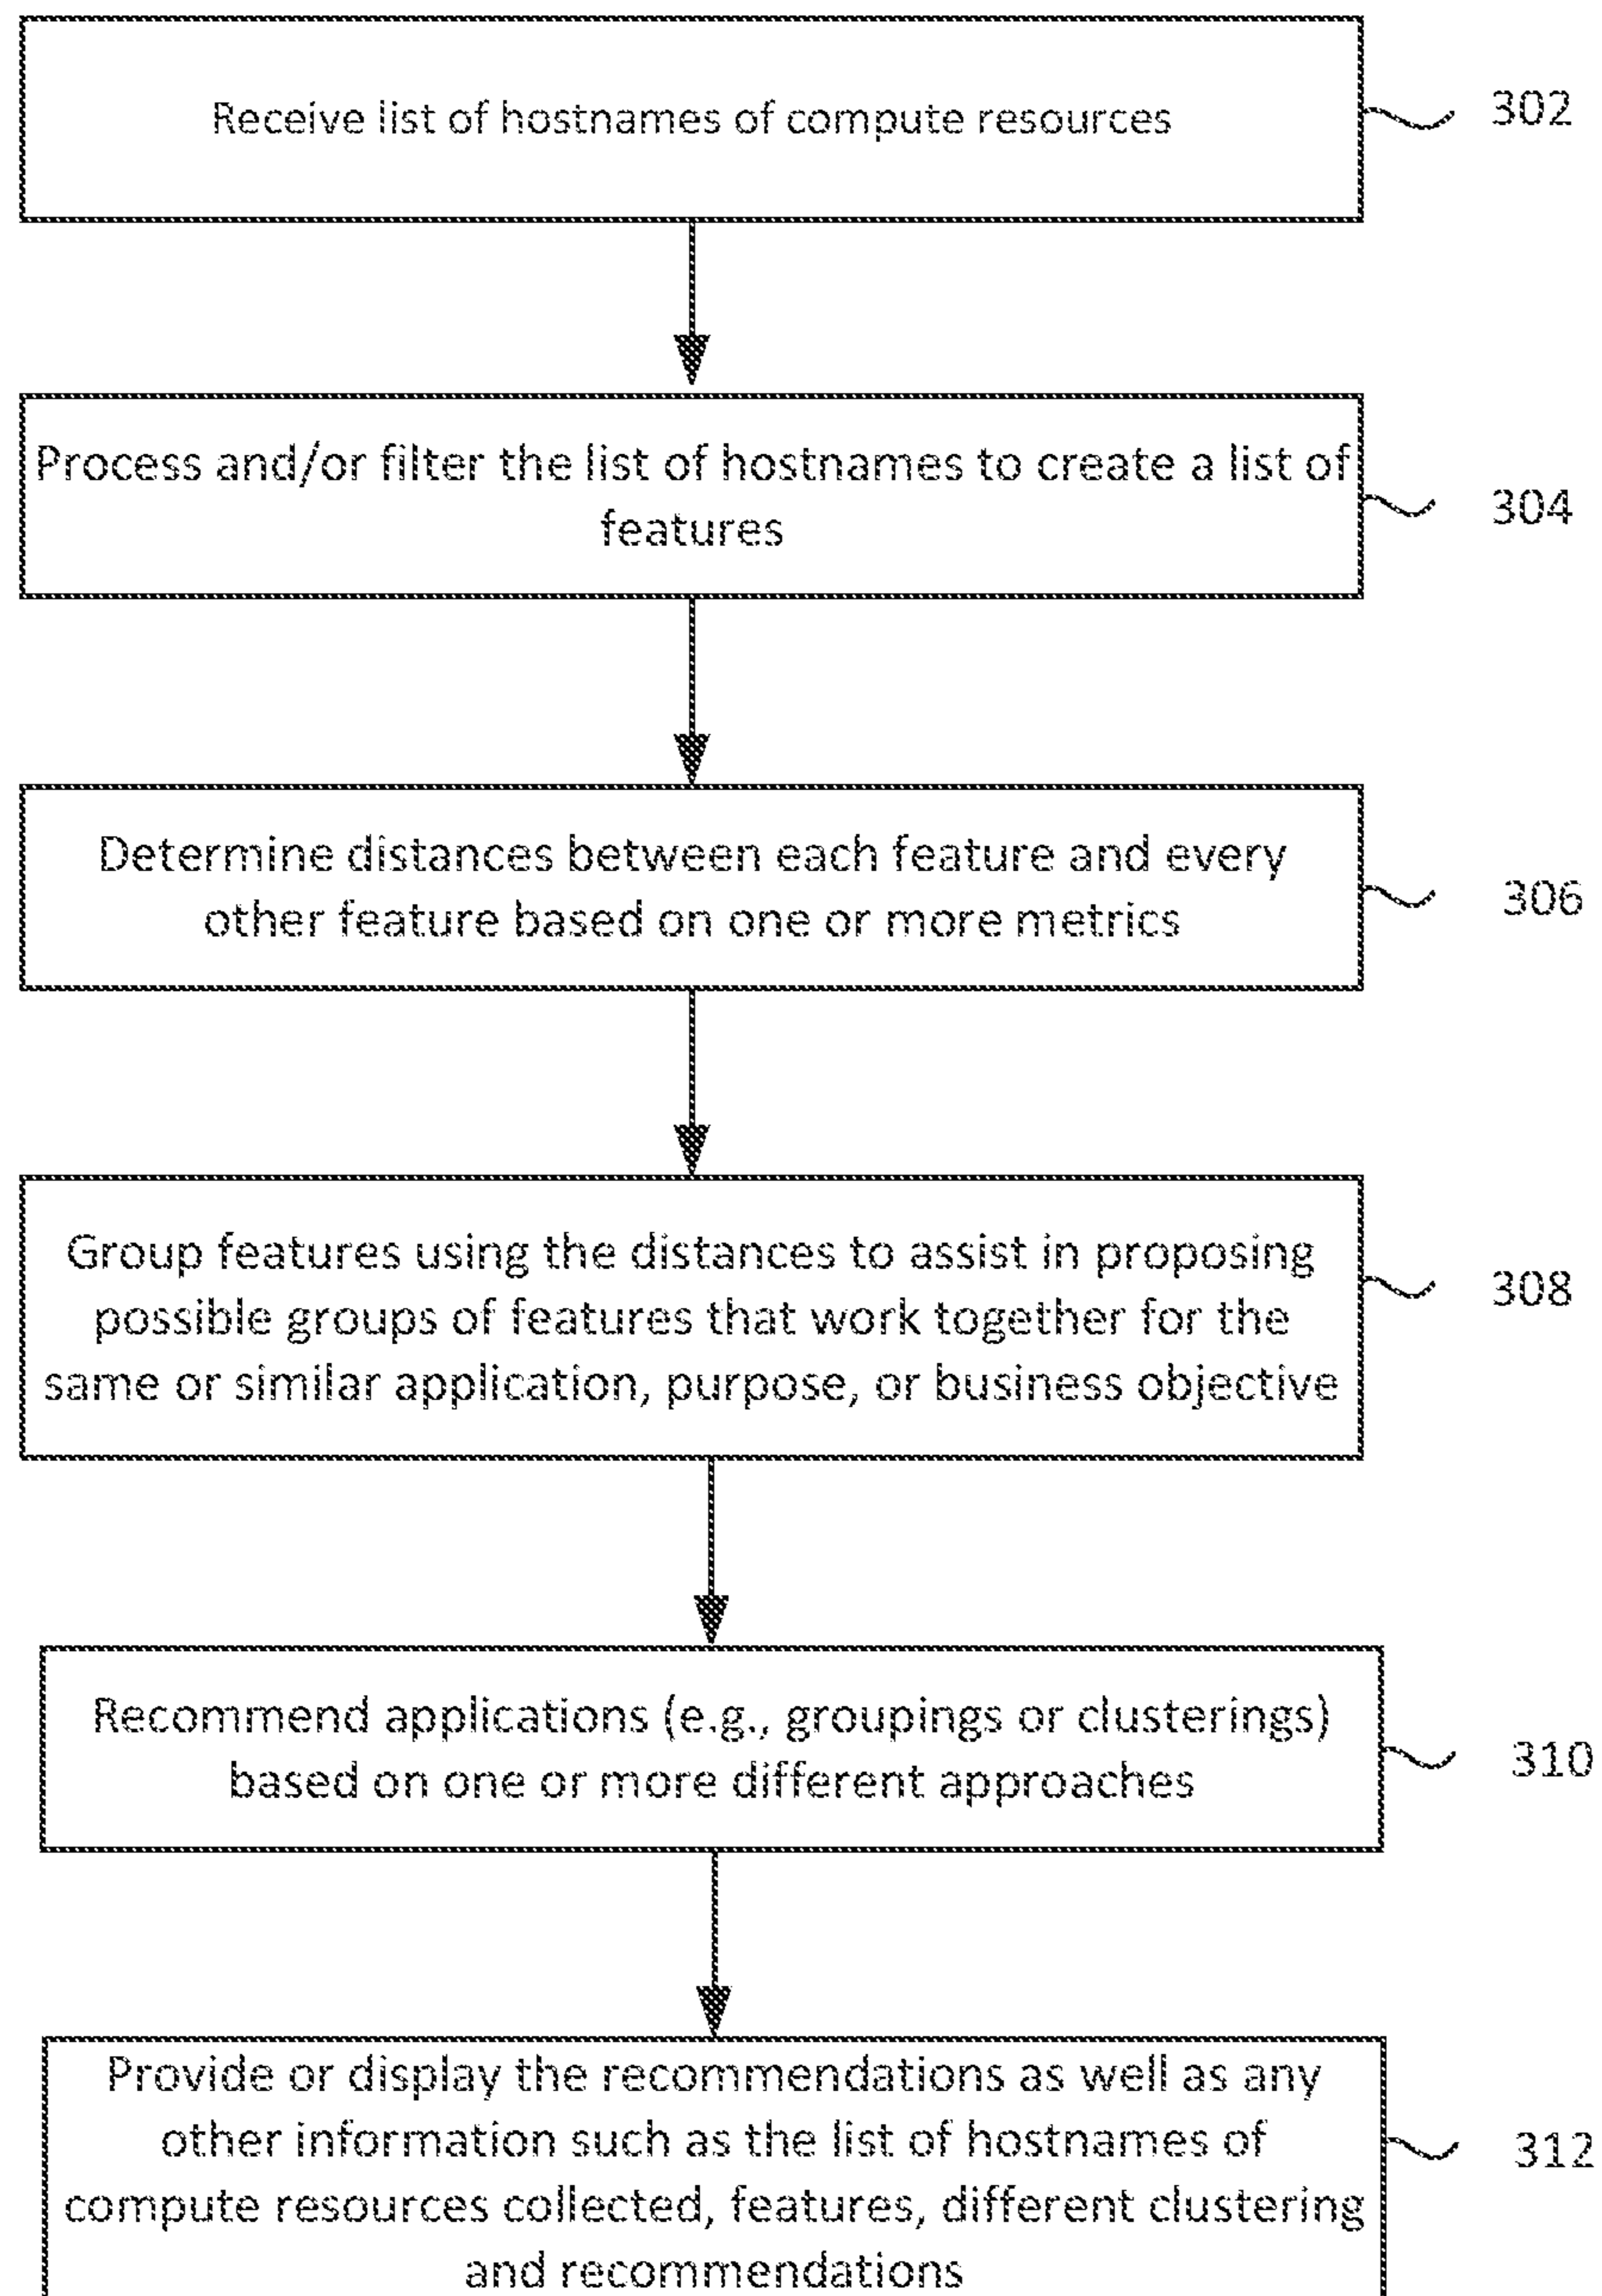 Receive list of hostnames of compute resources
302
Process and/or filter the list of hostnames to create a list of
features
304
Determine distances between each feature and every
other feature based on one or more metrics
306
Group features using the distances to assist in proposing
possible groups of features that work together for the
same or similar application, purpose, or business objective
308
Recommend applications (e.g., groupings or clusterings)
based on one or more different approaches
310
Provide or display the recommendations as well as any
other information such as the list of hostnames of
compute resources collected, features, different clustering
and recommendations
312